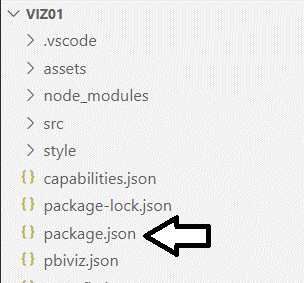 VIZ01
.vscode
assets
node_modules
src
style
{} capabilities.json
{} package-lock.json
{} package.json
{} pbiviz.json